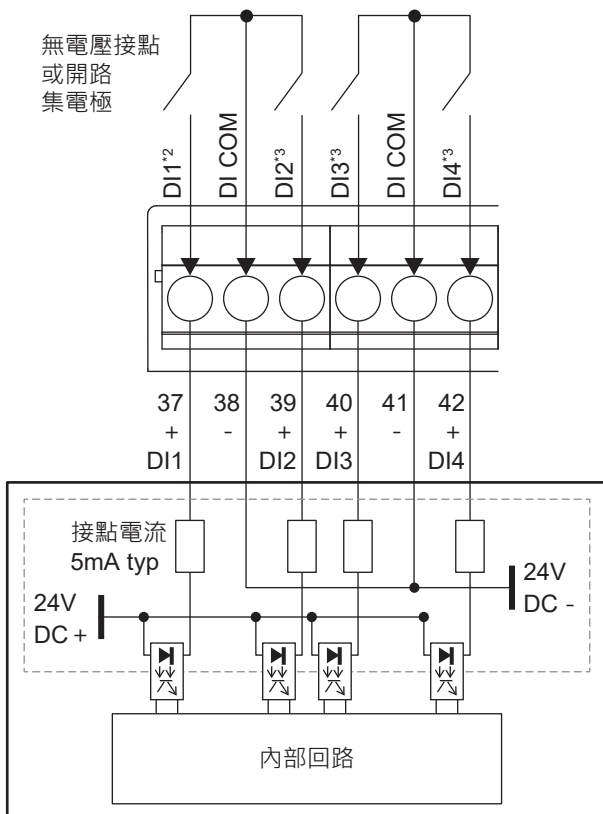 無電壓接點
或開路
集電極
DI1*2
DI COM
DI2*3
DI3*3
DI COM
DI4*3
37 38 39 40 41 42
+ - + + - +
DI1 DI2 DI3 DI4
接點電流
5mA typ
24V
DC +
24V
DC -
內部回路